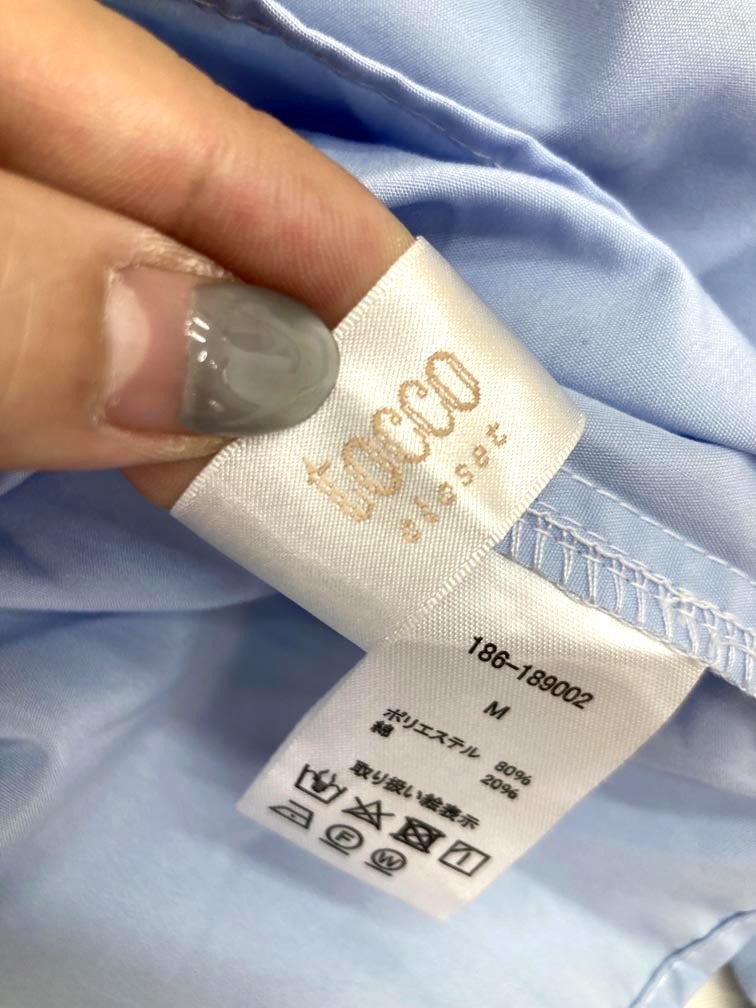 tocco
closet
186-189002
M
ポリエステル 80%
綿 20%
取り扱い絵表示
F
W